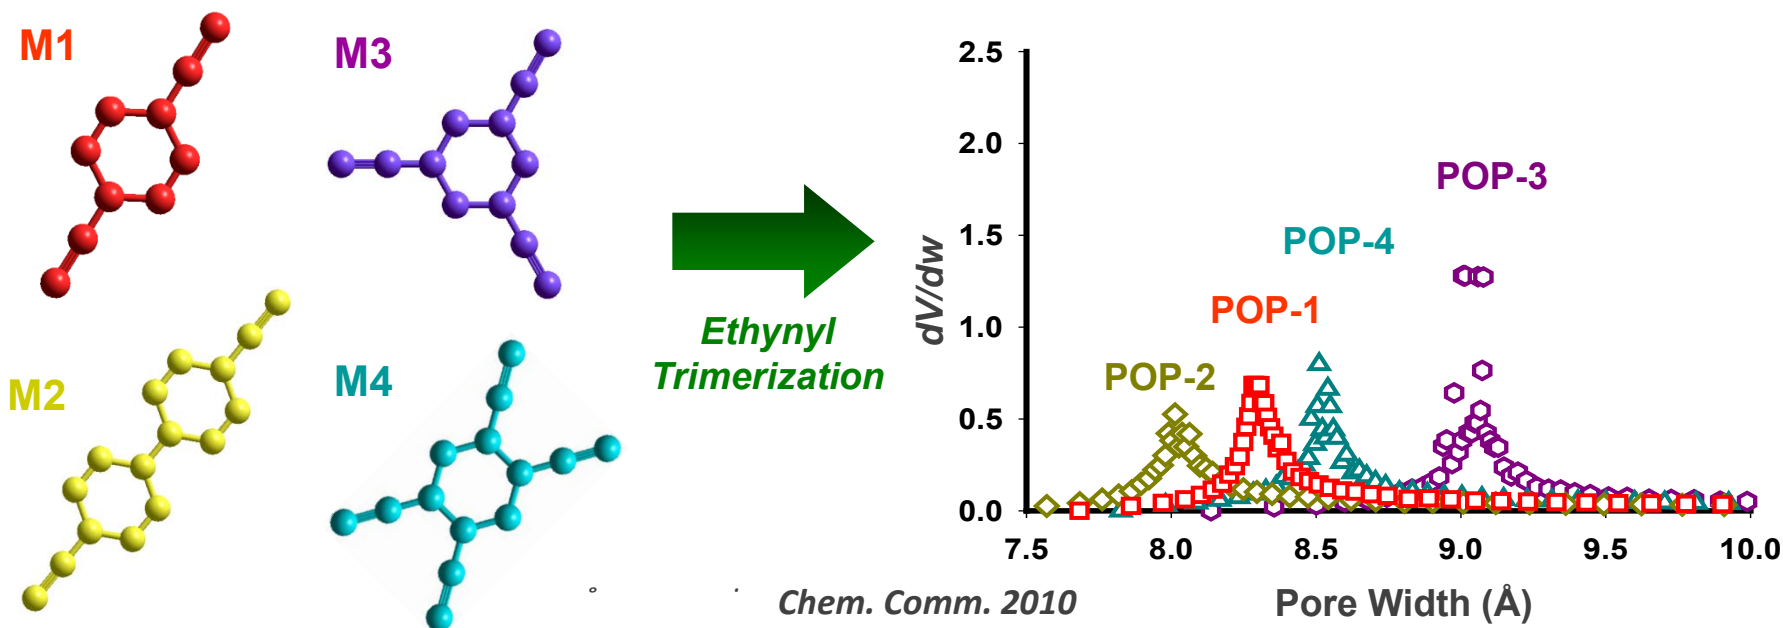 M1
M3
M2
M4
Ethynyl
Trimerization
dV/dw
2.5
2.0
1.5
1.0
0.5
0.0
POP-3
POP-4
POP-1
POP-2
7.5 8.0 8.5 9.0 9.5 10.0
Chem. Comm. 2010
Pore Width (Å)